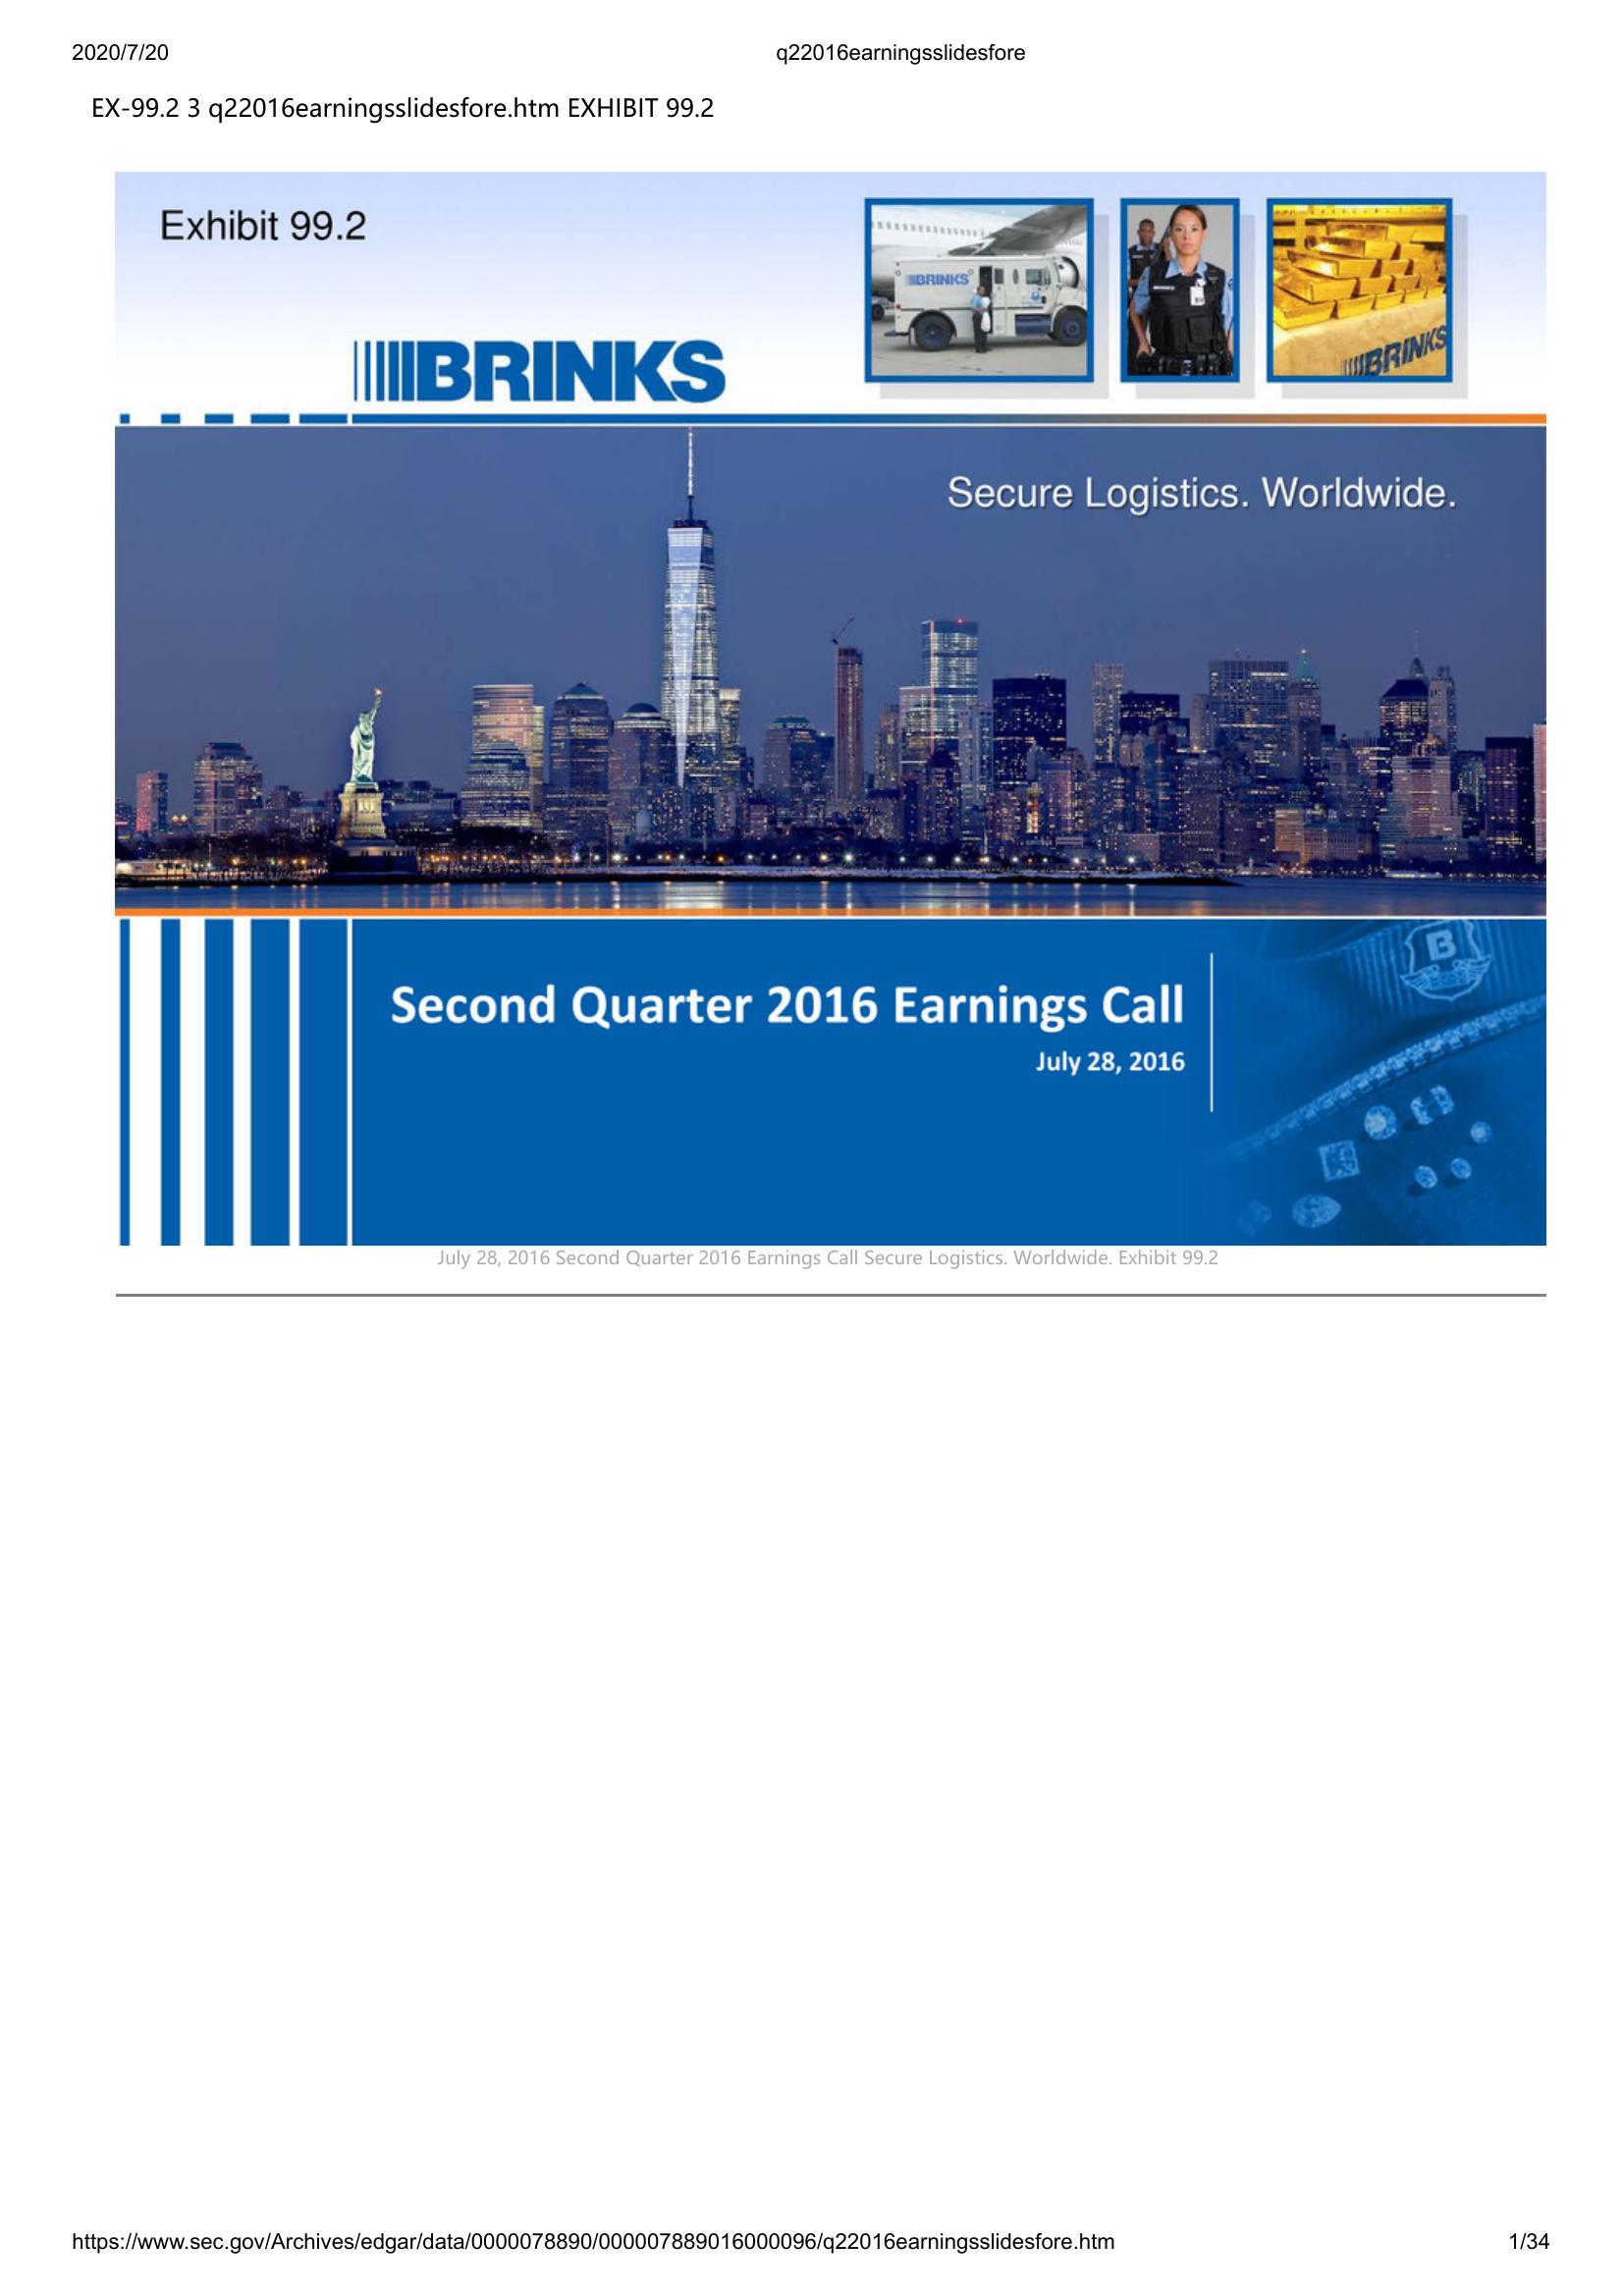 2020/7/20
q22016earningsslidesfore
EX-99.2 3 q22016earningsslidesfore.htm EXHIBIT 99.2
Exhibit 99.2
BRINKS
BRINKS
BRINKS
Secure Logistics. Worldwide.
Second Quarter 2016 Earnings Call
July 28, 2016
B
July 28, 2016 Second Quarter 2016 Earnings Call Secure Logistics. Worldwide. Exhibit 99.2
https://www.sec.gov/Archives/edgar/data/0000078890/000007889016000096/q22016earningsslidesfore.htm
1/34